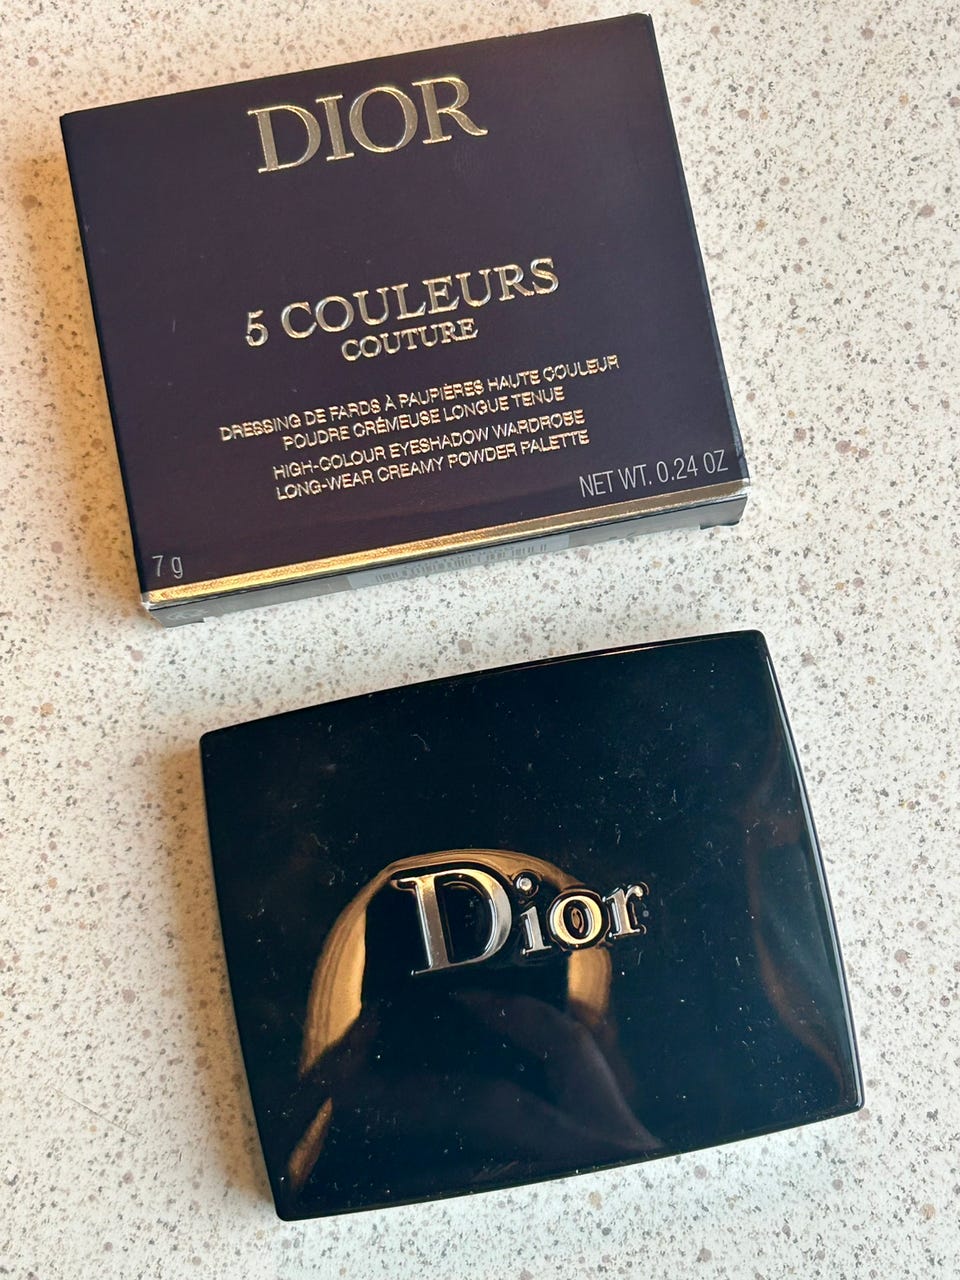 DIOR
5 COULEURS
COUTURE
DRESSING DE FARDS À PAUPIÈRES HAUTE COULEUR
POUDRE CRÉMEUSE LONGUE TENUE
HIGH-COLOUR EYESHADOW WARDROBE
LONG-WEAR CREAMY POWDER PALETTE
NET WT. 0.24 OZ
7 g
Dior